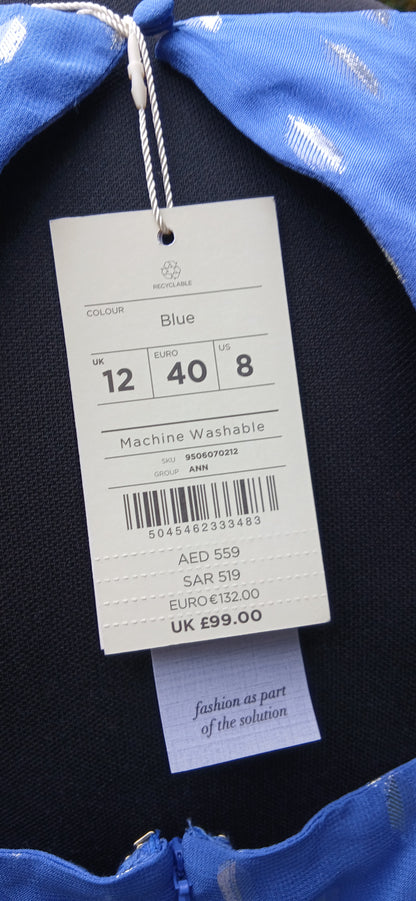 RECYCLABLE
COLOUR
Blue
UK 12 EURO 40 US 8
Machine Washable
SKU 9506070212
GROUP ANN
5045462333483
AED 559
SAR 519
EURO€132.00
UK £99.00
fashion as part
of the solution